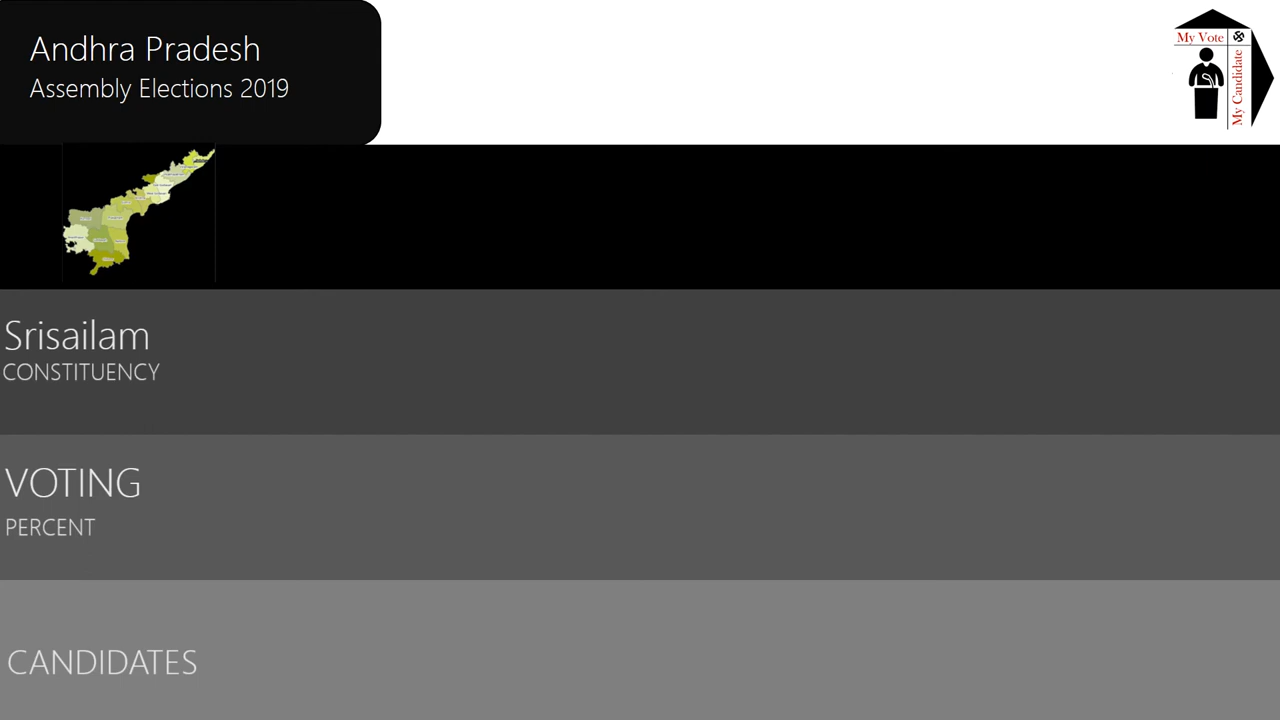 Andhra Pradesh
Assembly Elections 2019
My Vote
My Candidate
Srisailam
CONSTITUENCY
VOTING
PERCENT
CANDIDATES